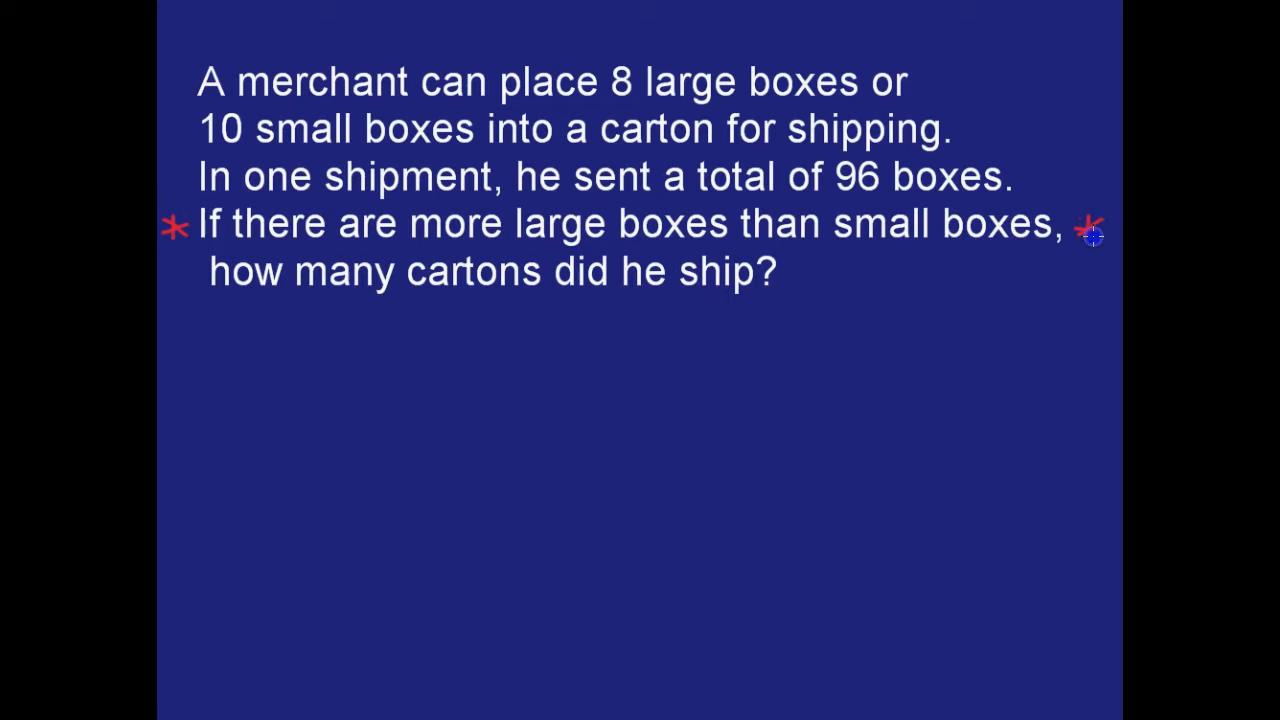 A merchant can place 8 large boxes or
10 small boxes into a carton for shipping.
In one shipment, he sent a total of 96 boxes.
* If there are more large boxes than small boxes, *
how many cartons did he ship?